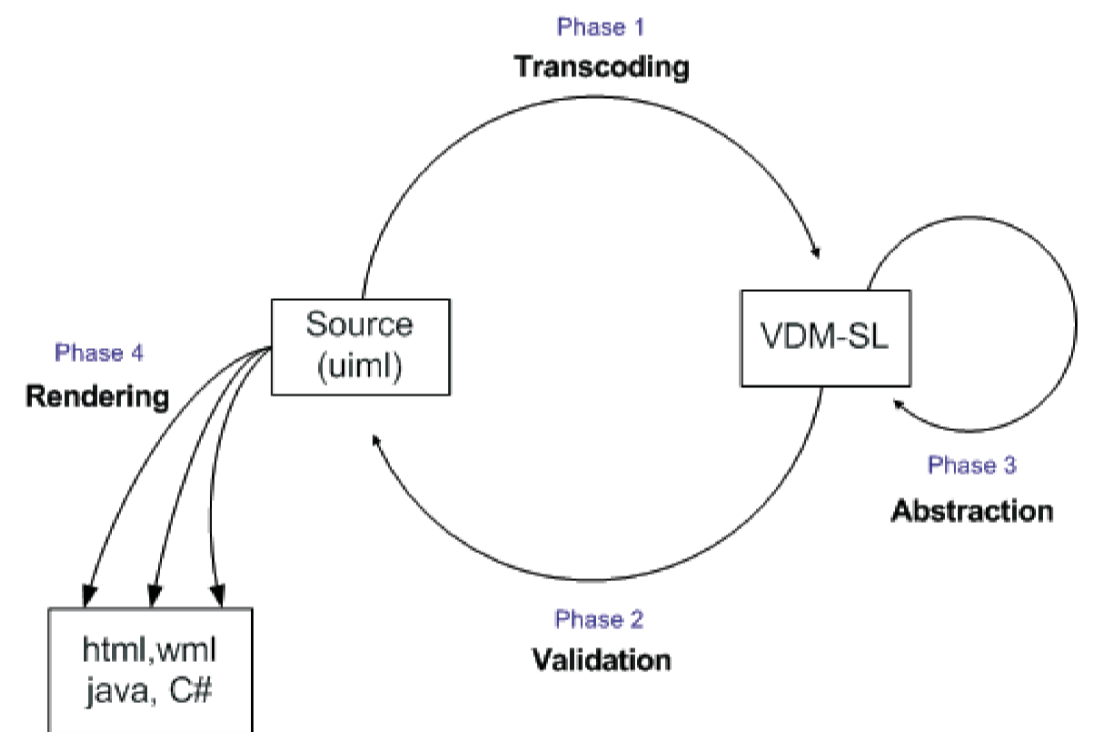 Phase 1
Transcoding
Source
(uiml)
VDM-SL
Phase 4
Rendering
Phase 3
Abstraction
Phase 2
Validation
html,wml
java, C#